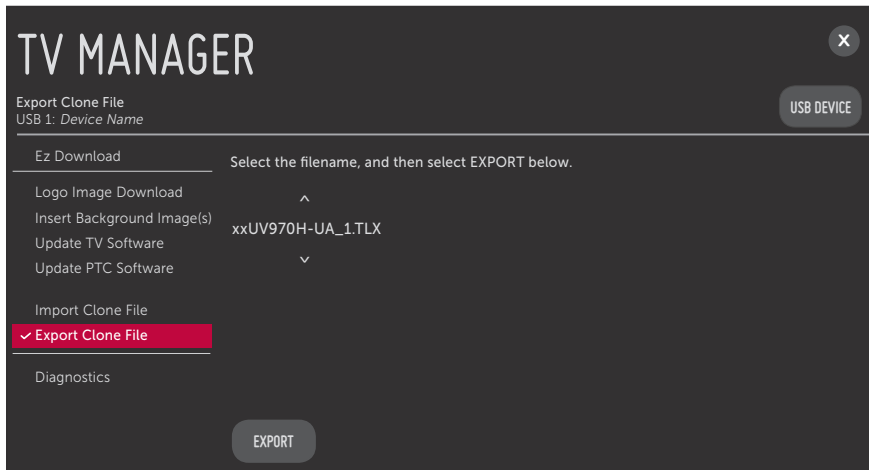 TV MANAGER
X
Export Clone File
USB 1: Device Name
USB DEVICE
Ez Download
Logo Image Download
Insert Background Image(s)
Update TV Software
Update PTC Software
Import Clone File
Export Clone File
Diagnostics
Select the filename, and then select EXPORT below.
xxUV970H-UA_1.TLX
EXPORT